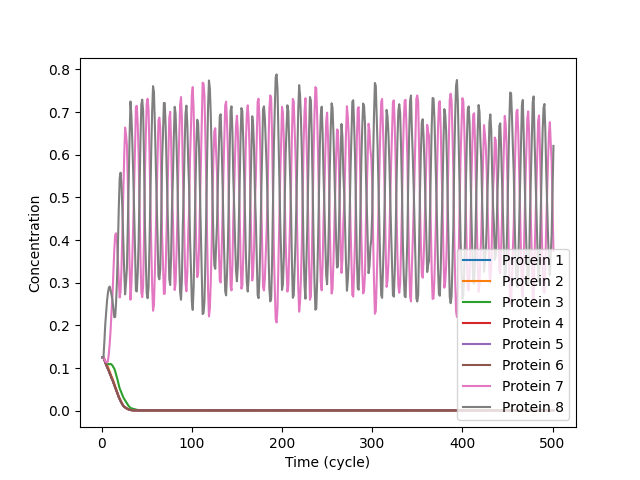 0.8
0.7
0.6
0.5
0.4
0.3
0.2
0.1
0.0
Concentration
0
100
200
300
400
500
Time (cycle)
Protein 1
Protein 2
Protein 3
Protein 4
Protein 5
Protein 6
Protein 7
Protein 8